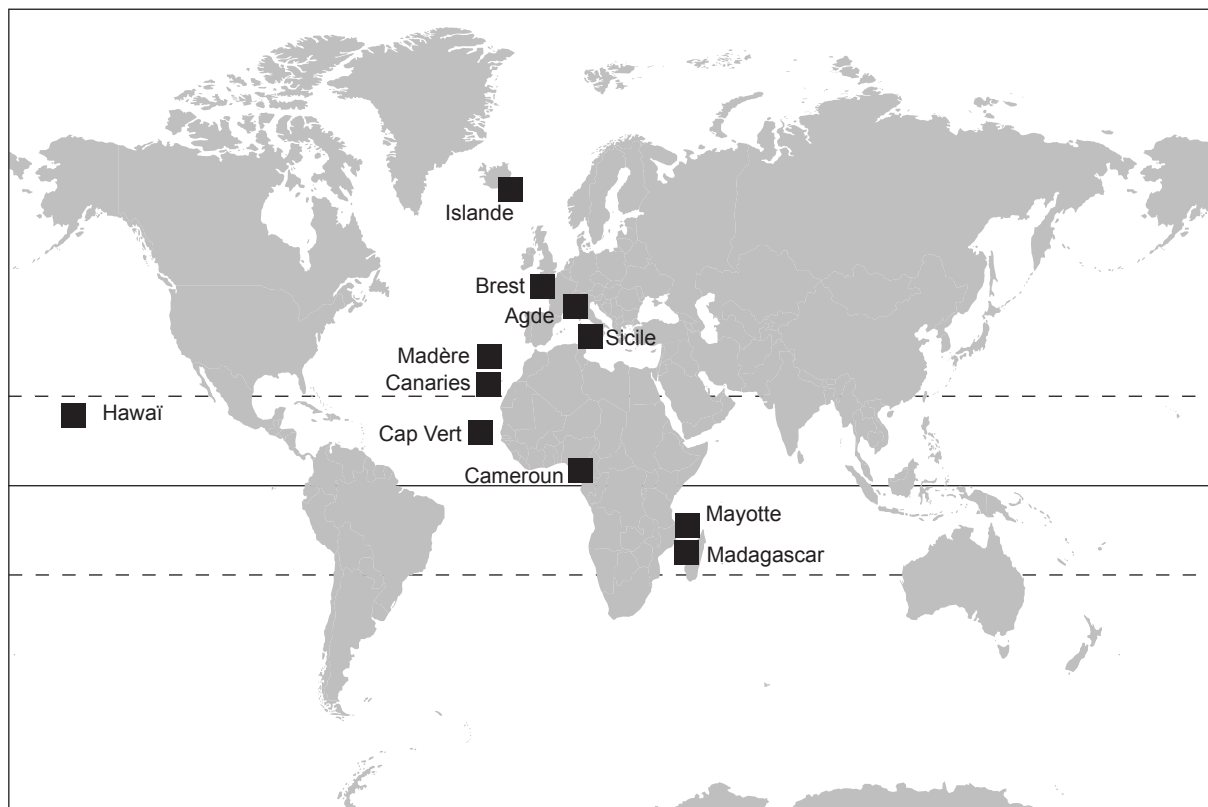 Islande
Brest
Agde
Sicile
Madère
Canaries
Hawaï
Cap Vert
Cameroun
Mayotte
Madagascar